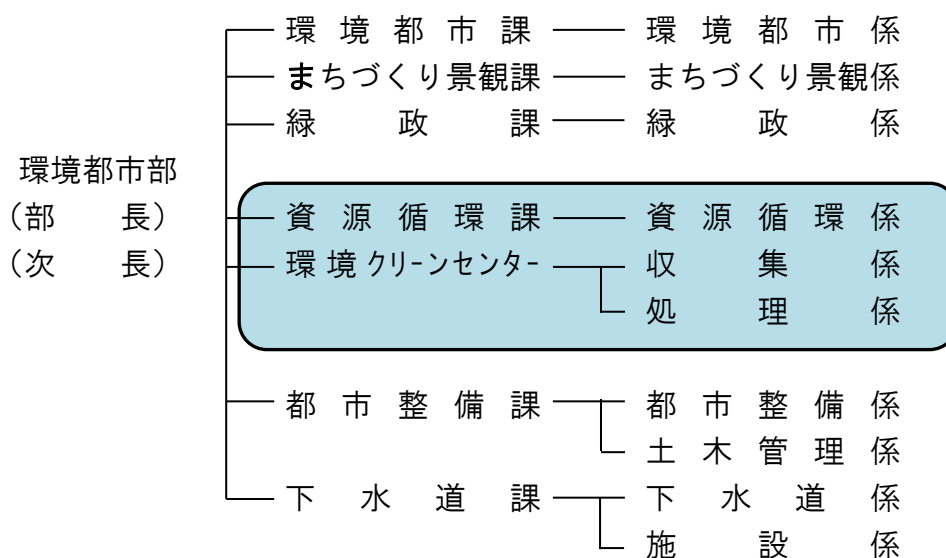 環境都市課 環境都市係
まちづくり景観課 まちづくり景観係
緑政課 緑政係
環境都市部
(部長) 資源循環課 資源循環係
(次長) 環境クリーンセンター 収集係
処理係
都市整備課 都市整備係
土木管理係
下水道課 下水道係
施設係